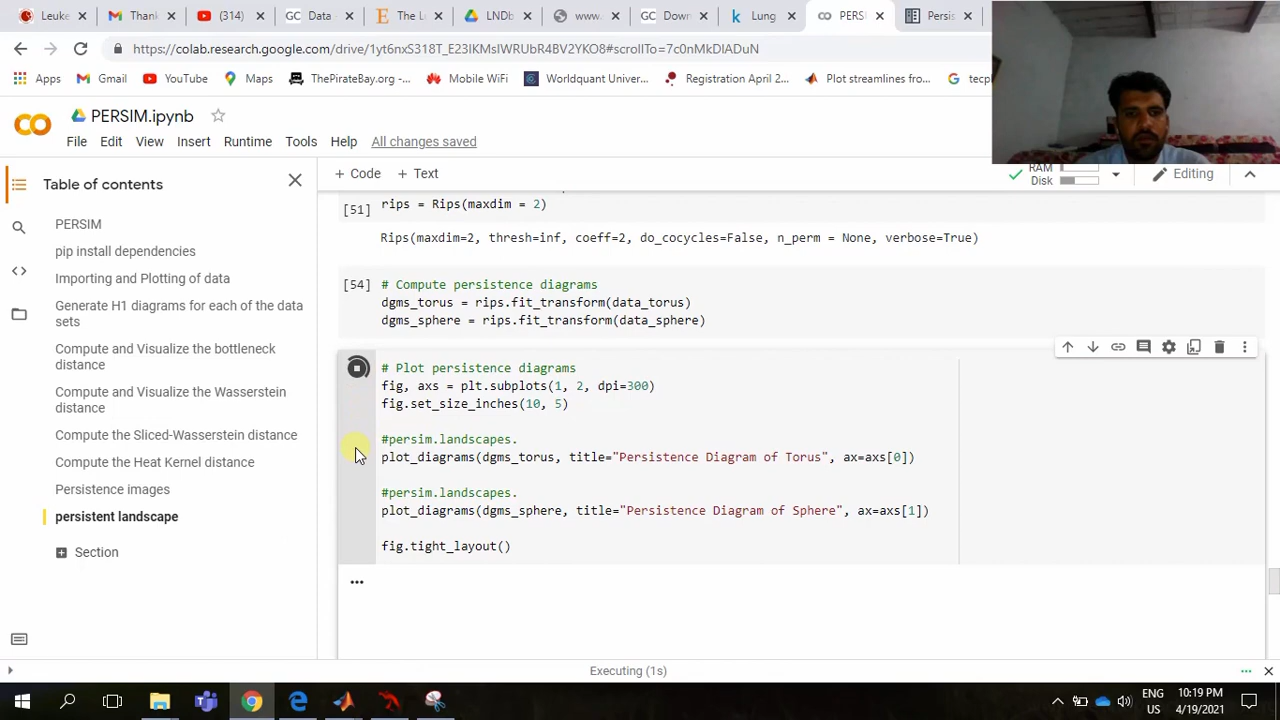 Leuke
Thank
(314)
Data -
The L
LNDb
www.
Down
Lung
PERS
Persis
https://colab.research.google.com/drive/1yt6nxS318T_E23IKMsIWRUbR4BV2YKO8#scrollTo=7c0nMkDlADuN
Apps
Gmail
YouTube
Maps
ThePirateBay.org -...
Mobile WiFi
Worldquant Univer...
Registration April 2...
Plot streamlines fro...
tecpl
PERSIM.ipynb
File Edit View Insert Runtime Tools Help All changes saved
+ Code + Text
RAM
Disk
Editing
Table of contents
PERSIM
pip install dependencies
Importing and Plotting of data
Generate H1 diagrams for each of the data
sets
Compute and Visualize the bottleneck
distance
Compute and Visualize the Wasserstein
distance
Compute the Sliced-Wasserstein distance
Compute the Heat Kernel distance
Persistence images
persistent landscape
Section
[51]
rips = Rips(maxdim = 2)
Rips(maxdim=2, thresh=inf, coeff=2, do_cocycles=False, n_perm = None, verbose=True)
[54]
# Compute persistence diagrams
dgms_torus = rips.fit_transform(data_torus)
dgms_sphere = rips.fit_transform(data_sphere)
# Plot persistence diagrams
fig, axs = plt.subplots(1, 2, dpi=300)
fig.set_size_inches(10, 5)
#persim.landscapes.
plot_diagrams(dgms_torus, title="Persistence Diagram of Torus", ax=axs[0])
#persim.landscapes.
plot_diagrams(dgms_sphere, title="Persistence Diagram of Sphere", ax=axs[1])
fig.tight_layout()
Executing (1s)
ENG
US
10:19 PM
4/19/2021